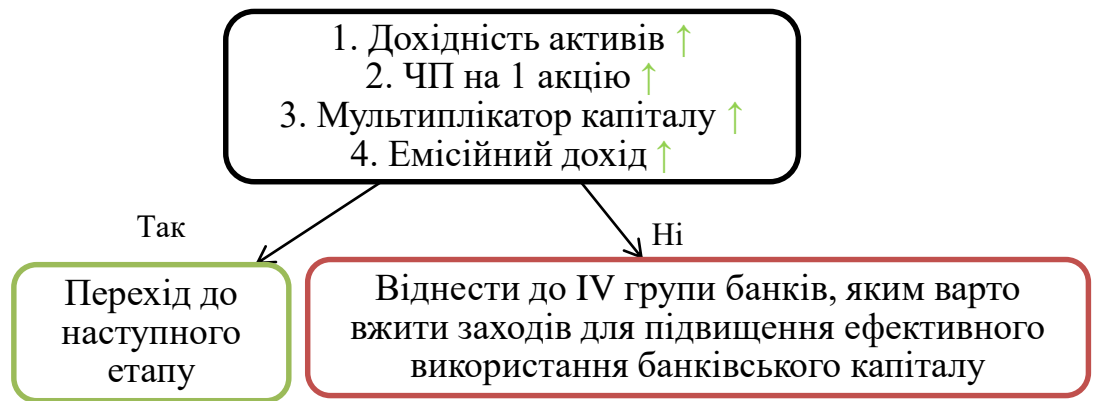 1. Дохідність активів ↑
2. ЧП на 1 акцію ↑
3. Мультиплікатор капіталу ↑
4. Емісійний дохід ↑
Так
Ні
Перехід до
наступного
етапу
Віднести до IV групи банків, яким варто
вжити заходів для підвищення ефективного
використання банківського капіталу